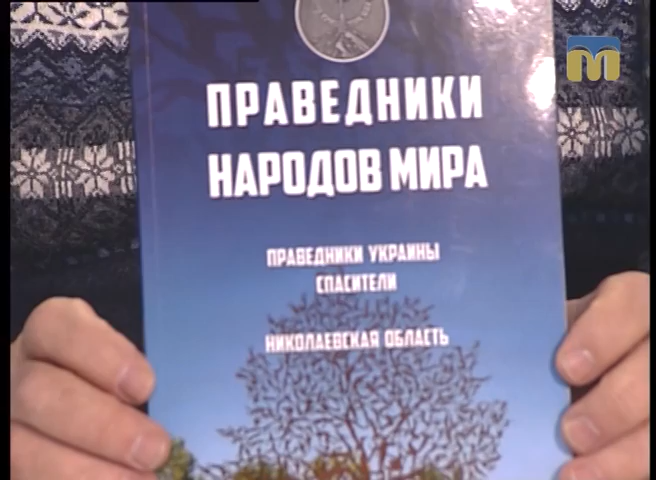 ПРАВЕДНИКИ
НАРОДОВ МИРА
ПРАВЕДНИКИ УКРАИНЫ
СПАСИТЕЛИ
НИКОЛАЕВСКАЯ ОБЛАСТЬ
M